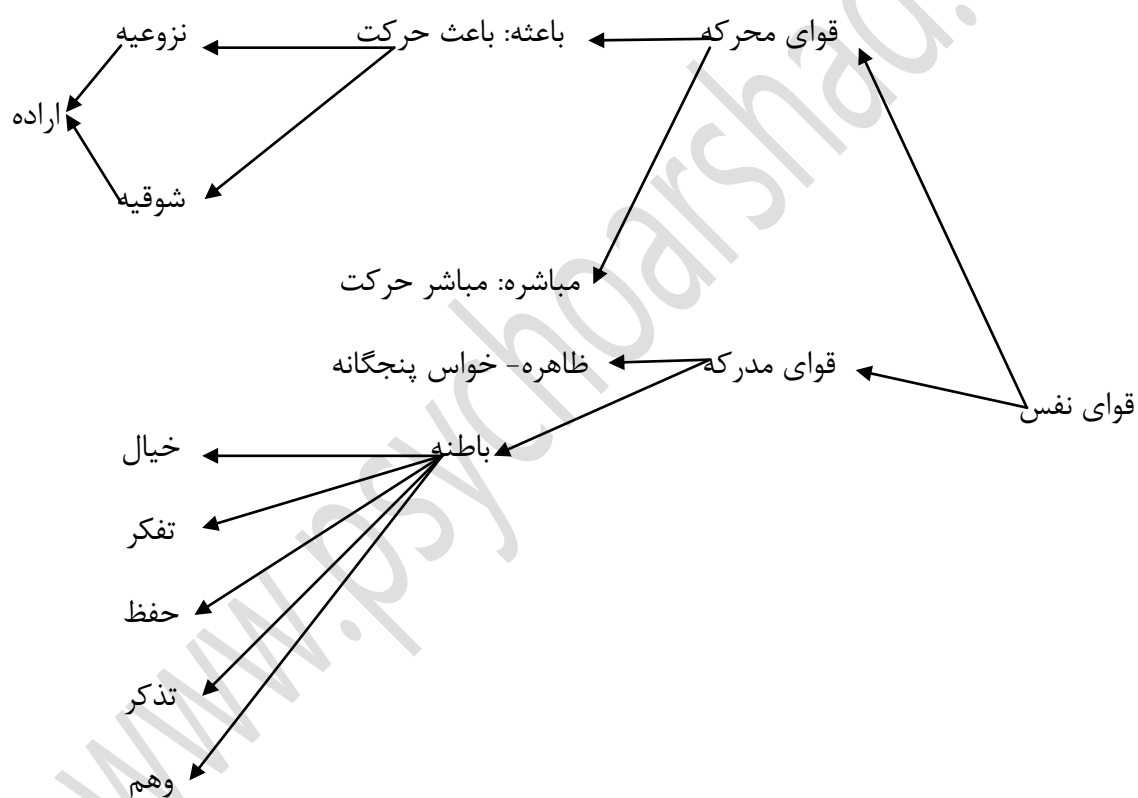 قوای محرکه باعثه: باعث حرکت نزوعیه
اراده
شوقیه
مباشره: مباشر حرکت
قوای مدرکه ظاهره- خواس پنجگانه
قوای نفس
باطنه خیال
تفکر
حفظ
تذکر
وهم
www.psychoarshad.